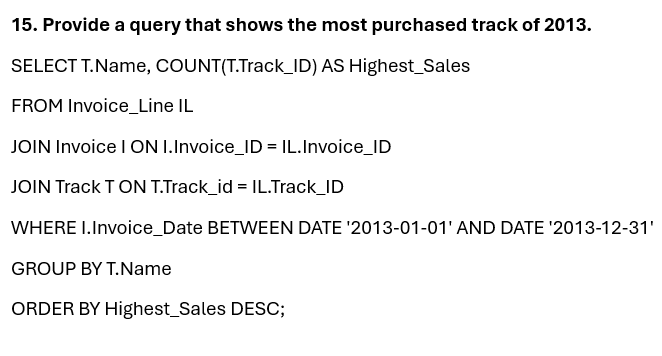 15. Provide a query that shows the most purchased track of 2013.
SELECT T.Name, COUNT(T.Track_ID) AS Highest_Sales
FROM Invoice_Line IL
JOIN Invoice I ON I.Invoice_ID = IL.Invoice_ID
JOIN Track T ON T.Track_id = IL.Track_ID
WHERE I.Invoice_Date BETWEEN DATE '2013-01-01' AND DATE '2013-12-31'
GROUP BY T.Name
ORDER BY Highest_Sales DESC;